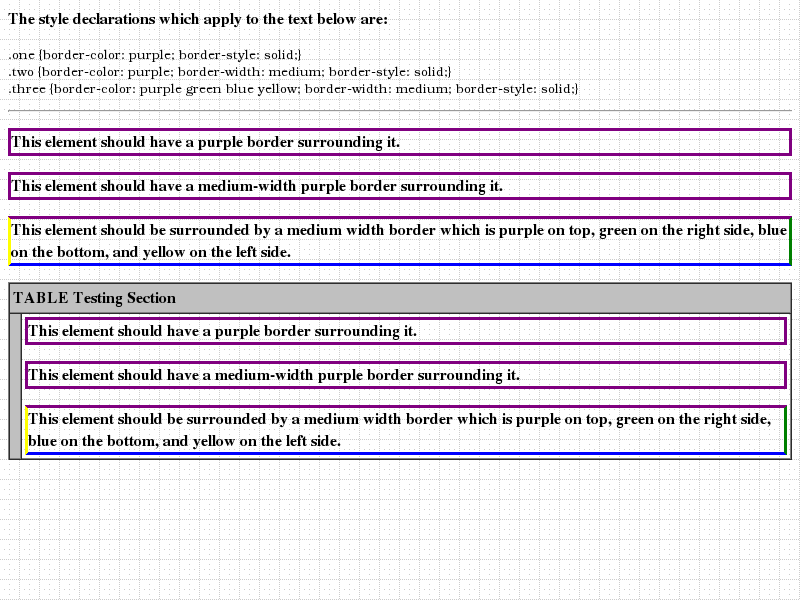 The style declarations which apply to the text below are:
.one {border-color: purple; border-style: solid;}
.two {border-color: purple; border-width: medium; border-style: solid;}
.three {border-color: purple green blue yellow; border-width: medium; border-style: solid;}
This element should have a purple border surrounding it.
This element should have a medium-width purple border surrounding it.
This element should be surrounded by a medium width border which is purple on top, green on the right side, blue
on the bottom, and yellow on the left side.
TABLE Testing Section
This element should have a purple border surrounding it.
This element should have a medium-width purple border surrounding it.
This element should be surrounded by a medium width border which is purple on top, green on the right side,
blue on the bottom, and yellow on the left side.